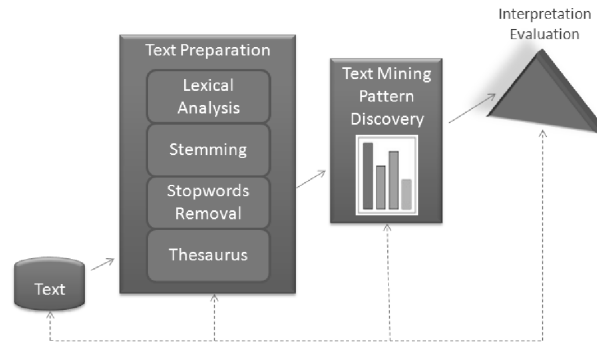 Interpretation
Evaluation
Text Preparation
Lexical
Analysis
Stemming
Stopwords
Removal
Thesaurus
Text Mining
Pattern
Discovery
Text